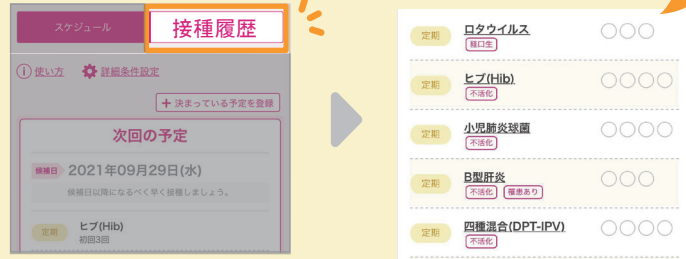 スケジュール
接種履歴
使い方
詳細条件設定
+ 決まっている予定を登録
次回の予定
候補日 2021年09月29日(水)
候補日以降になるべく早く接種しましょう。
定期 ヒブ(Hib)
初回3回
定期 ロタウイルス
経口生
定期 ヒブ(Hib)
不活化
定期 小児肺炎球菌
不活化
定期 B型肝炎
不活化 罹患あり
定期 四種混合(DPT-IPV)
不活化